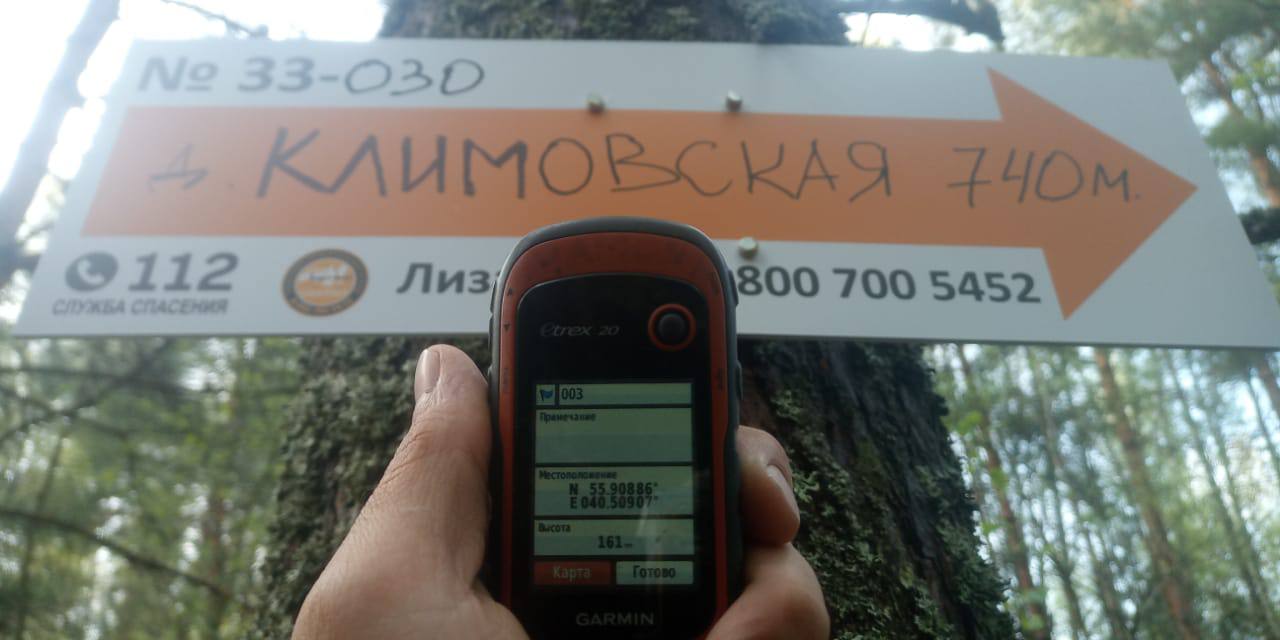 № 33-030
д. КЛИМОВСКАЯ 740м.
112
СЛУЖБА СПАСЕНИЯ
800 700 5452
etrex 20
003
Примечание
Местоположение
N 55.90886°
E 040.50907°
Высота
161м
Карта Готово
GARMIN